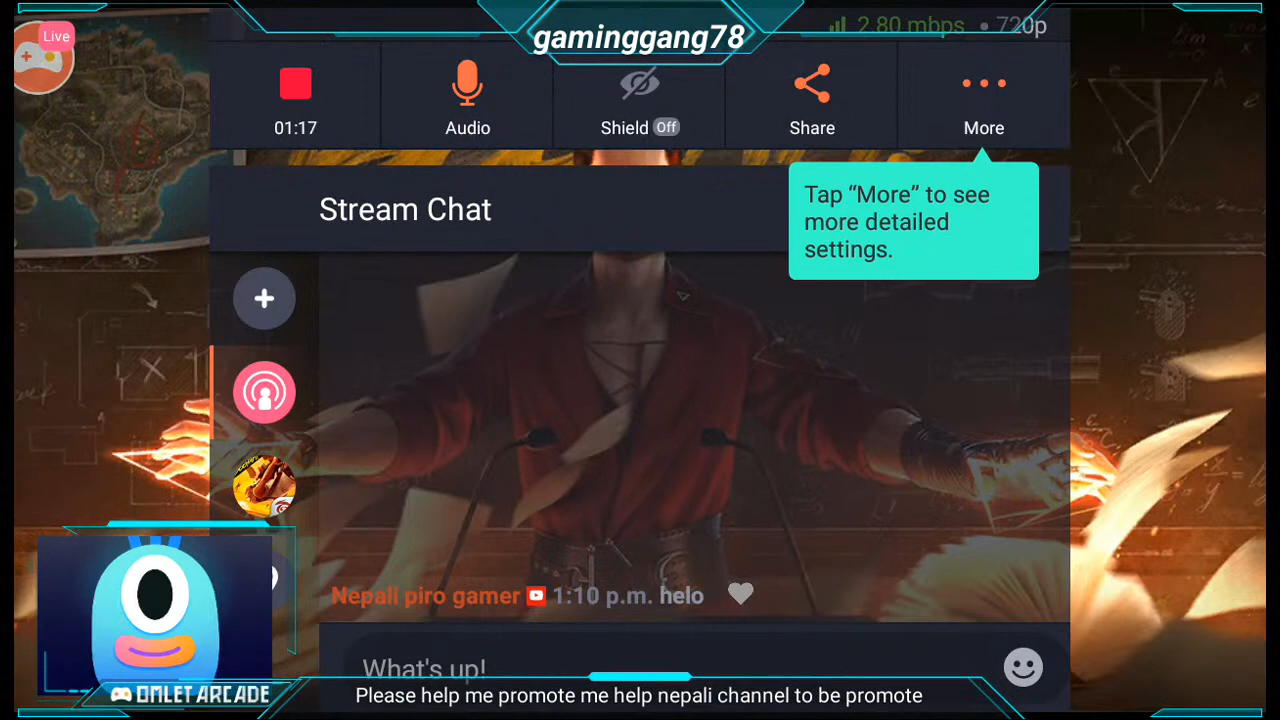 gaminggang78
Live
2.80 mbps • 720p
01:17
Audio
Shield Off
Share
More
Tap “More” to see
more detailed
settings.
Stream Chat
Nepali piro gamer 1:10 p.m. helo
What's up!
OMLET ARCADE
Please help me promote me help nepali channel to be promote